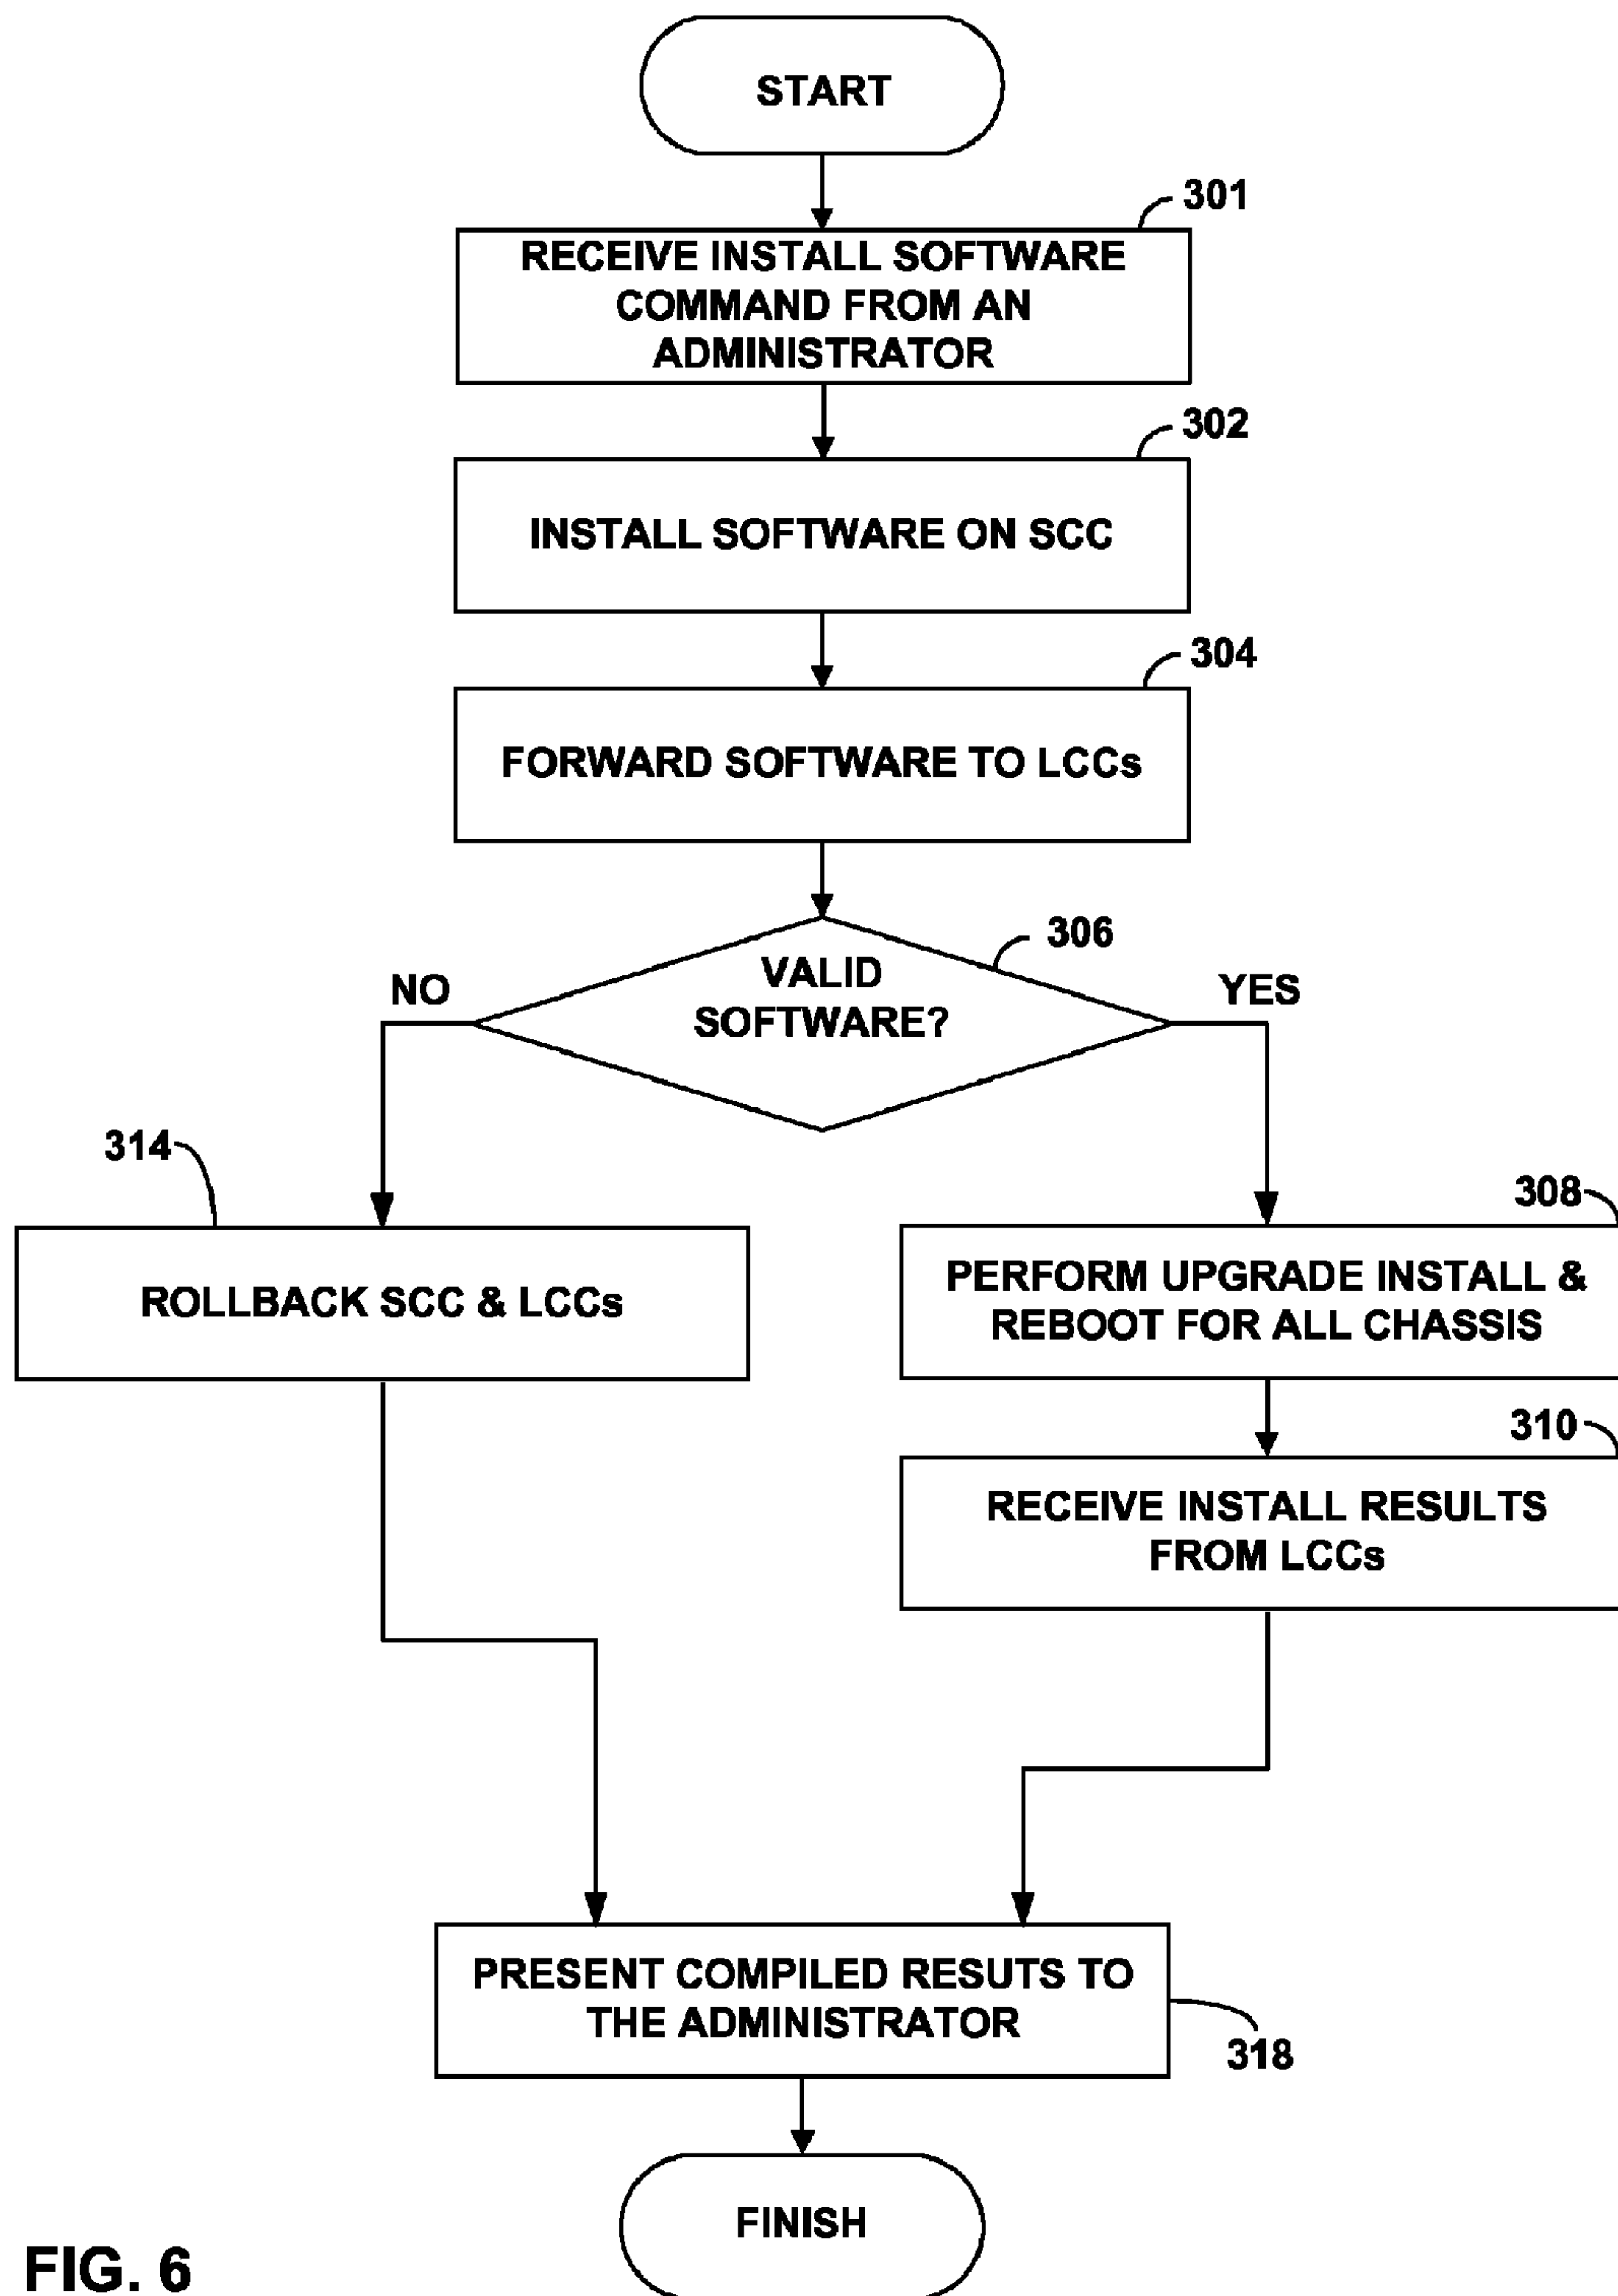 START
301
RECEIVE INSTALL SOFTWARE
COMMAND FROM AN
ADMINISTRATOR
302
INSTALL SOFTWARE ON SCC
304
FORWARD SOFTWARE TO LCCs
306
VALID
SOFTWARE?
NO
YES
314
ROLLBACK SCC & LCCs
308
PERFORM UPGRADE INSTALL &
REBOOT FOR ALL CHASSIS
310
RECEIVE INSTALL RESULTS
FROM LCCs
PRESENT COMPILED RESUTS TO
THE ADMINISTRATOR
318
FINISH
FIG. 6